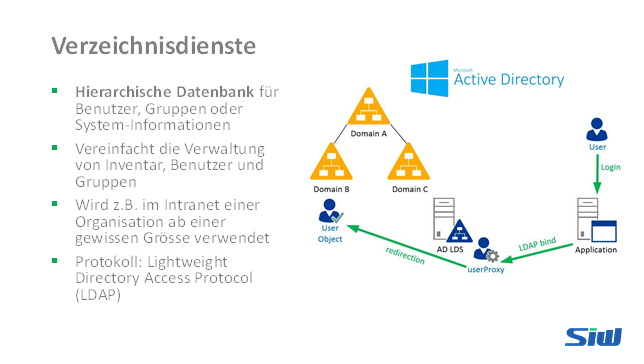 Verzeichnisdienste
Hierarchische Datenbank für
Benutzer, Gruppen oder
System-Informationen
Vereinfacht die Verwaltung
von Inventar, Benutzer und
Gruppen
Wird z.B. im Intranet einer
Organisation ab einer
gewissen Grösse verwendet
Protokoll: Lightweight
Directory Access Protocol
(LDAP)
Microsoft
Active Directory
Domain A
Domain B
Domain C
User
Login
User
Object
AD LDS
Application
LDAP bind
redirection
userProxy
SiW